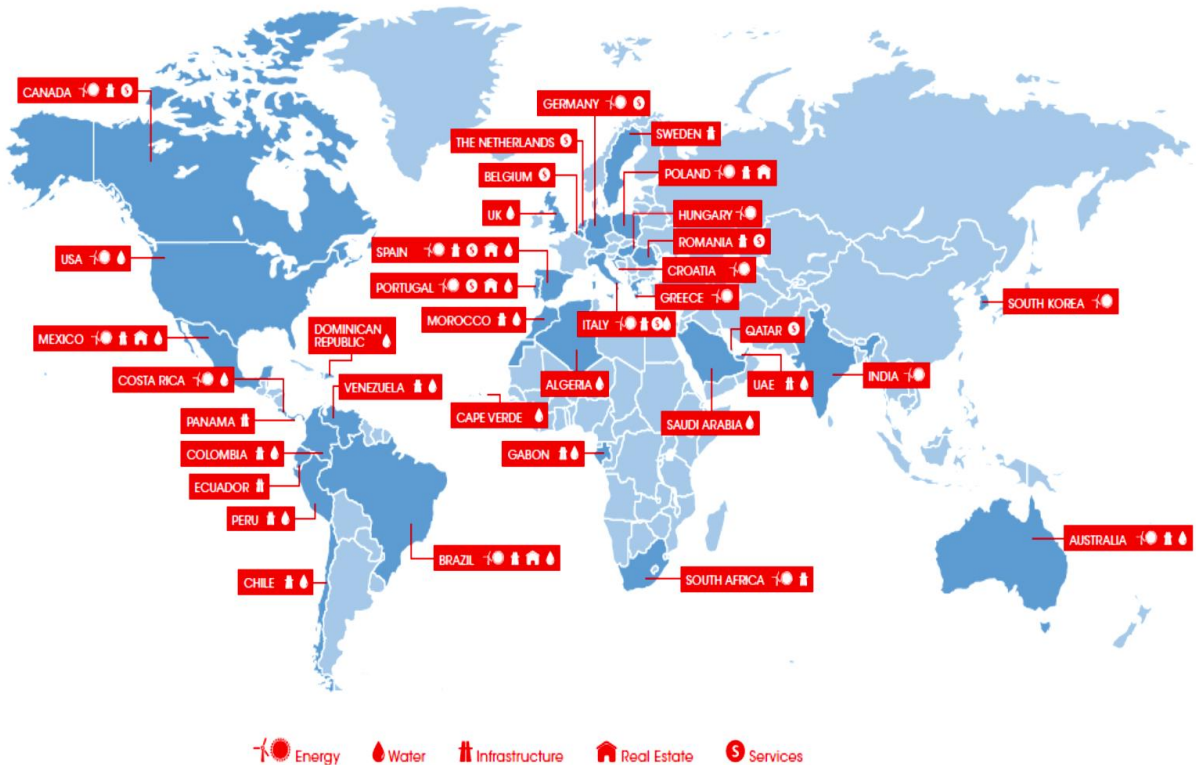 CANADA
GERMANY
SWEDEN
THE NETHERLANDS
POLAND
BELGIUM
UK
HUNGARY
SPAIN
ROMANIA
USA
CROATIA
PORTUGAL
GREECE
SOUTH KOREA
MOROCCO
ITALY
QATAR
MEXICO
DOMINICAN
REPUBLIC
COSTA RICA
VENEZUELA
ALGERIA
UAE
INDIA
PANAMA
CAPE VERDE
SAUDI ARABIA
COLOMBIA
GABON
ECUADOR
PERU
BRAZIL
AUSTRALIA
CHILE
SOUTH AFRICA
Energy Water Infrastructure Real Estate S Services